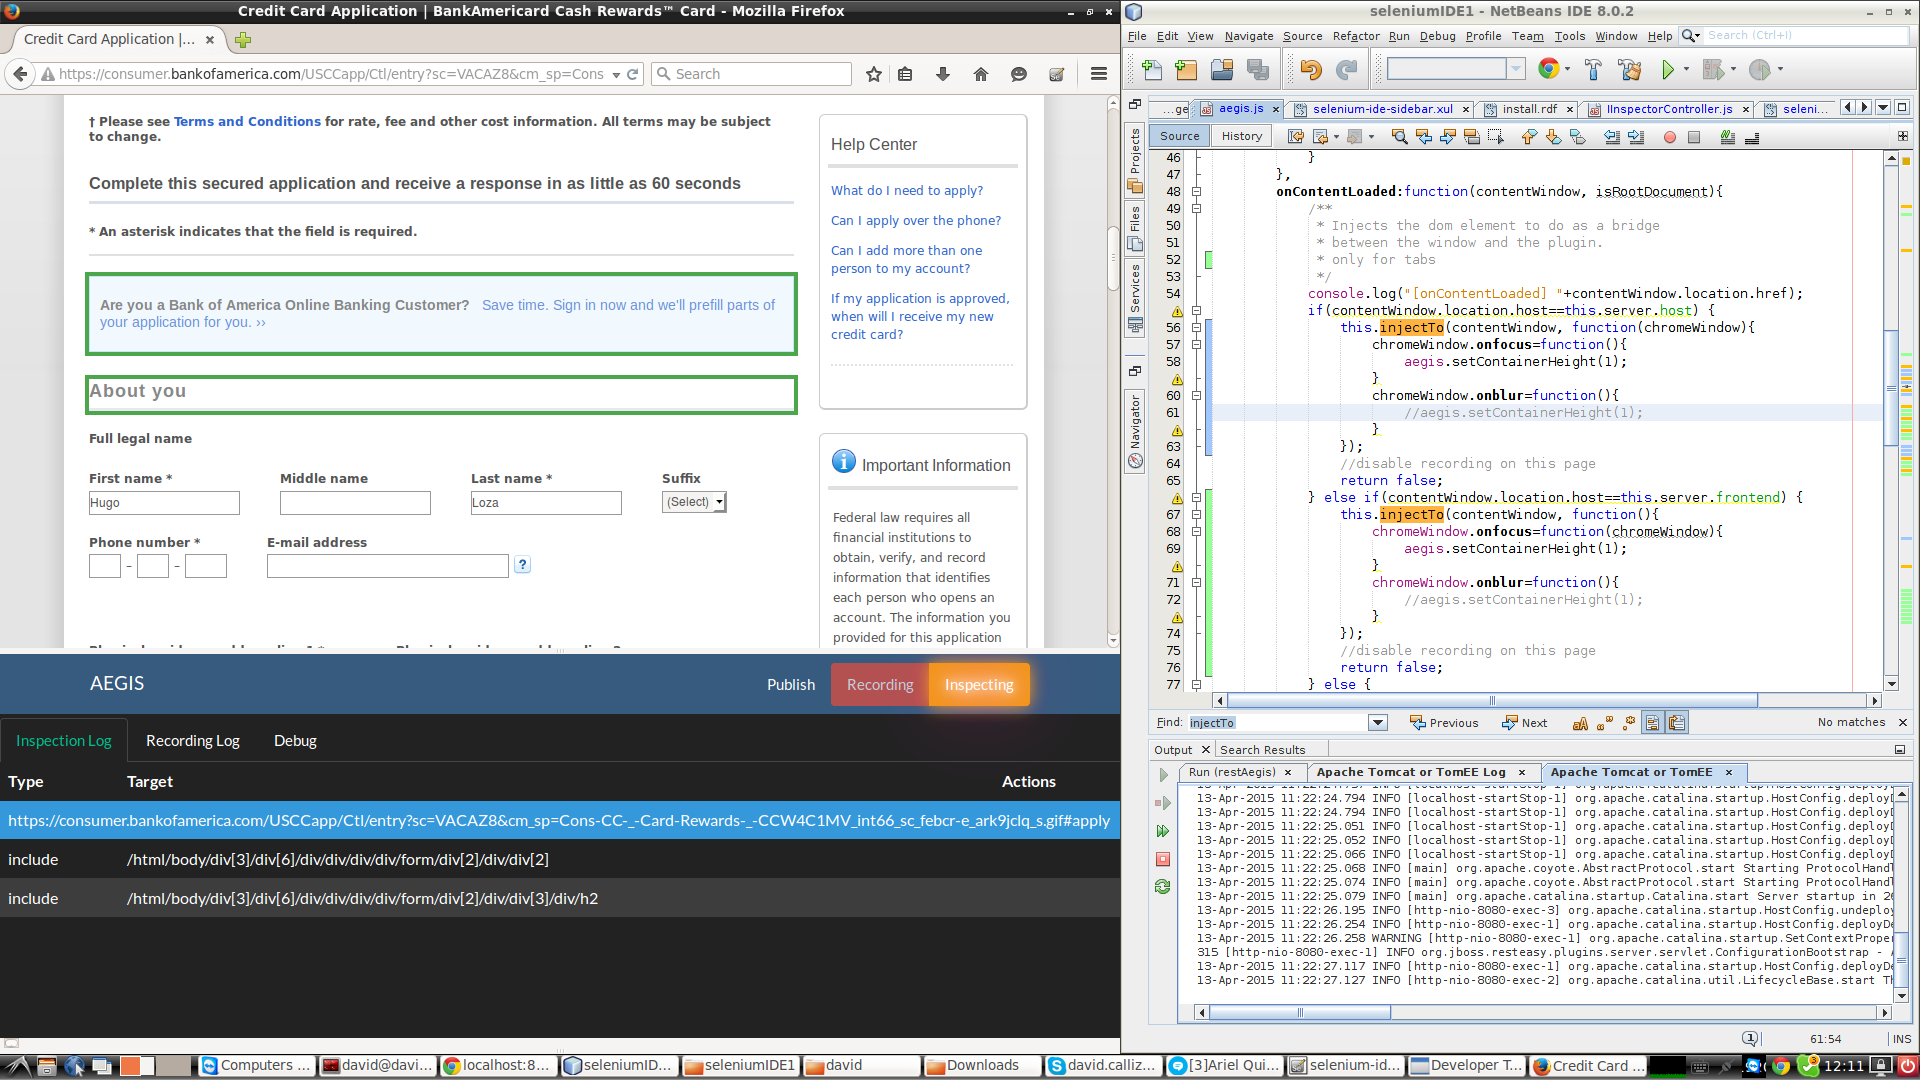 Credit Card Application | BankAmericard Cash Rewards™ Card - Mozilla Firefox
Credit Card Application |...
https://consumer.bankofamerica.com/USCCapp/Ctl/entry?sc=VACAZ8&cm_sp=Cons
Search
† Please see Terms and Conditions for rate, fee and other cost information. All terms may be subject
to change.
Complete this secured application and receive a response in as little as 60 seconds
* An asterisk indicates that the field is required.
Are you a Bank of America Online Banking Customer? Save time. Sign in now and we'll prefill parts of
your application for you. ››
About you
Full legal name
First name *
Middle name
Last name *
Suffix
Hugo
Loza
(Select)
Phone number *
E-mail address
– –
?
Help Center
What do I need to apply?
Can I apply over the phone?
Can I add more than one
person to my account?
If my application is approved,
when will I receive my new
credit card?
Important Information
Federal law requires all
financial institutions to
obtain, verify, and record
information that identifies
each person who opens an
account. The information you
provided for this application
AEGIS
Publish
Recording
Inspecting
Inspection Log
Recording Log
Debug
Type
Target
Actions
https://consumer.bankofamerica.com/USCCapp/Ctl/entry?sc=VACAZ8&cm_sp=Cons-CC-_-Card-Rewards-_-CCW4C1MV_int66_sc_febcr-e_ark9jclq_s.gif#apply
include /html/body/div[3]/div[6]/div/div/div/div/form/div[2]/div/div[2]
include /html/body/div[3]/div[6]/div/div/div/div/form/div[2]/div/div[3]/div/h2
seleniumIDE1 - NetBeans IDE 8.0.2
File Edit View Navigate Source Refactor Run Debug Profile Team Tools Window Help
Search (Ctrl+I)
...ge
aegis.js
selenium-ide-sidebar.xul
install.rdf
IInspectorController.js
seleni...
Source
History
Projects
Files
Services
Navigator
46 }
47 },
48 onContentLoaded:function(contentWindow, isRootDocument){
49 /**
50 * Injects the dom element to do as a bridge
51 * between the window and the plugin.
52 * only for tabs
53 */
54 console.log("[onContentLoaded] "+contentWindow.location.href);
if(contentWindow.location.host==this.server.host) {
56 this.injectTo(contentWindow, function(chromeWindow){
57 chromeWindow.onfocus=function(){
58 aegis.setContainerHeight(1);
}
60 chromeWindow.onblur=function(){
61 //aegis.setContainerHeight(1);
}
63 });
64 //disable recording on this page
65 return false;
} else if(contentWindow.location.host==this.server.frontend) {
67 this.injectTo(contentWindow, function(){
68 chromeWindow.onfocus=function(chromeWindow){
69 aegis.setContainerHeight(1);
}
71 chromeWindow.onblur=function(){
72 //aegis.setContainerHeight(1);
}
74 });
75 //disable recording on this page
76 return false;
77 } else {
Find: injectTo
Previous
Next
No matches
Output
Search Results
Run (restAegis)
Apache Tomcat or TomEE Log
Apache Tomcat or TomEE
13-Apr-2015 11:22:24.794 INFO [localhost-startStop-1] org.apache.catalina.startup.HostConfig.deployD
13-Apr-2015 11:22:24.794 INFO [localhost-startStop-1] org.apache.catalina.startup.HostConfig.deployD
13-Apr-2015 11:22:25.051 INFO [localhost-startStop-1] org.apache.catalina.startup.HostConfig.deployD
13-Apr-2015 11:22:25.052 INFO [localhost-startStop-1] org.apache.catalina.startup.HostConfig.deployD
13-Apr-2015 11:22:25.066 INFO [localhost-startStop-1] org.apache.catalina.startup.HostConfig.deployD
13-Apr-2015 11:22:25.068 INFO [main] org.apache.coyote.AbstractProtocol.start Starting ProtocolHandl
13-Apr-2015 11:22:25.074 INFO [main] org.apache.coyote.AbstractProtocol.start Starting ProtocolHandl
13-Apr-2015 11:22:25.079 INFO [main] org.apache.catalina.startup.Catalina.start Server startup in 26
13-Apr-2015 11:22:26.195 INFO [http-nio-8080-exec-3] org.apache.catalina.startup.HostConfig.undeploy
13-Apr-2015 11:22:26.254 INFO [http-nio-8080-exec-1] org.apache.catalina.startup.HostConfig.deployDe
13-Apr-2015 11:22:26.258 WARNING [http-nio-8080-exec-1] org.apache.catalina.startup.SetContextProper
315 [http-nio-8080-exec-1] INFO org.jboss.resteasy.plugins.server.servlet.ConfigurationBootstrap - A
13-Apr-2015 11:22:27.117 INFO [http-nio-8080-exec-1] org.apache.catalina.startup.HostConfig.deployDe
13-Apr-2015 11:22:27.127 INFO [http-nio-8080-exec-2] org.apache.catalina.util.LifecycleBase.start Th
61:54
INS
Computers ...
david@davi...
localhost:8...
seleniumID...
seleniumIDE1
david
Downloads
david.calliz...
[3]Ariel Qui...
selenium-id...
Developer T...
Credit Card ...
12:11